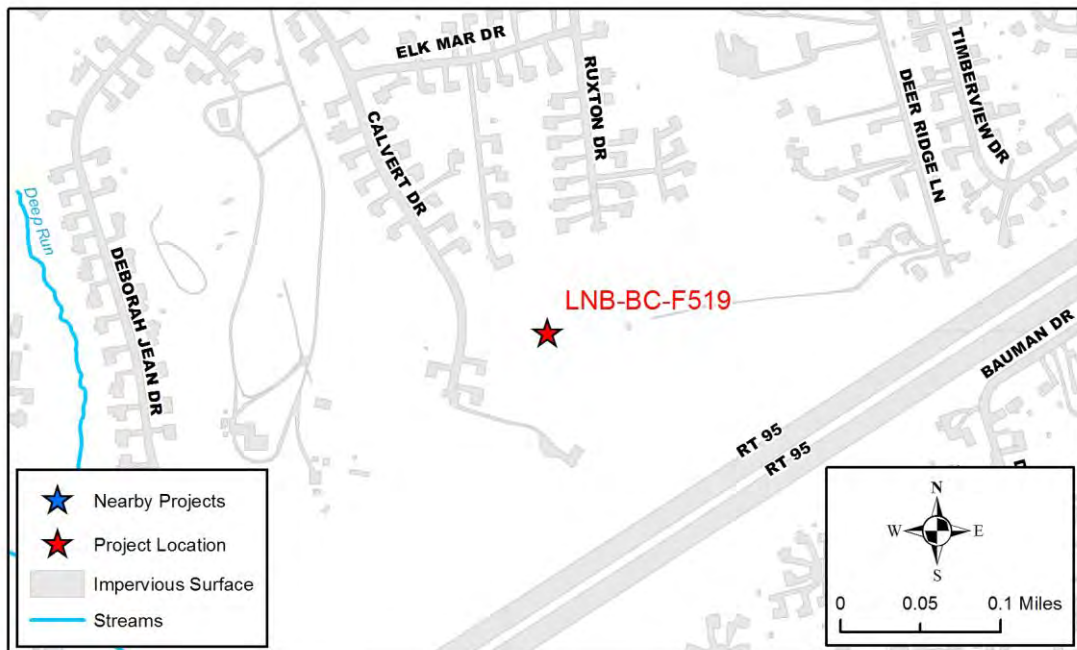 ELK MAR DR
RUXTON DR
CALVERT DR
DEER RIDGE LN
TIMBERVIEW DR
Deep Run
DEBORAH JEAN DR
LNB-BC-F519
BAUMAN DR
RT 95
RT 95
D
Nearby Projects
Project Location
Impervious Surface
Streams
N
W
E
S
0 0.05 0.1 Miles